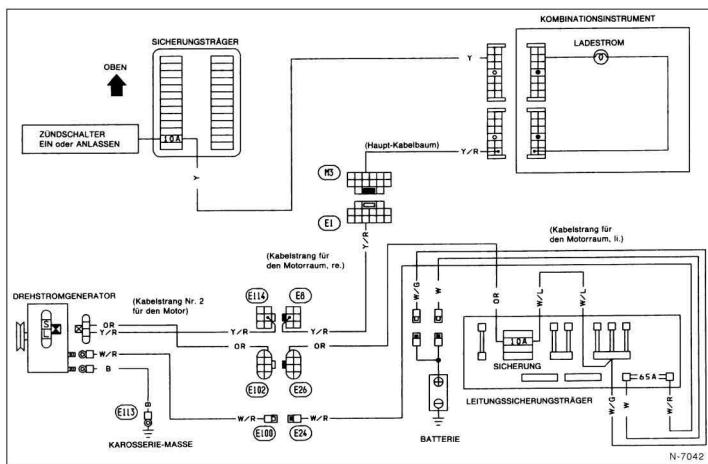 KOMBINATIONSINSTRUMENT
SICHERUNGSTRÄGER
LADESTROM
OBEN
Y
ZÜNDSCHALTER
EIN oder ANLASSEN
10A
(Haupt-Kabelbaum)
Y/R
Y
M3
E1
Y/R
(Kabelstrang für
den Motorraum, li.)
(Kabelstrang für
den Motorraum, re.)
W/G
W
OR
W/L
W/L
DREHSTROMGENERATOR
(Kabelstrang Nr. 2
für den Motor)
E114
E8
S
L
OR
Y/R
Y/R
Y/R
OR
OR
10A
SICHERUNG
W/R
E102
E26
65A
B
B
LEITUNGSSICHERUNGSTRÄGER
W/G
W
W/R
E113
W/R
W/R
E100
E24
KAROSSERIE-MASSE
BATTERIE
N-7042